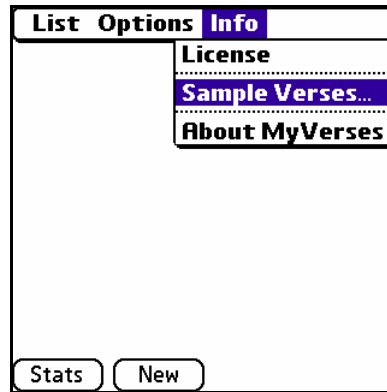 List Options Info
License
Sample Verses...
About MyVerses
Stats New